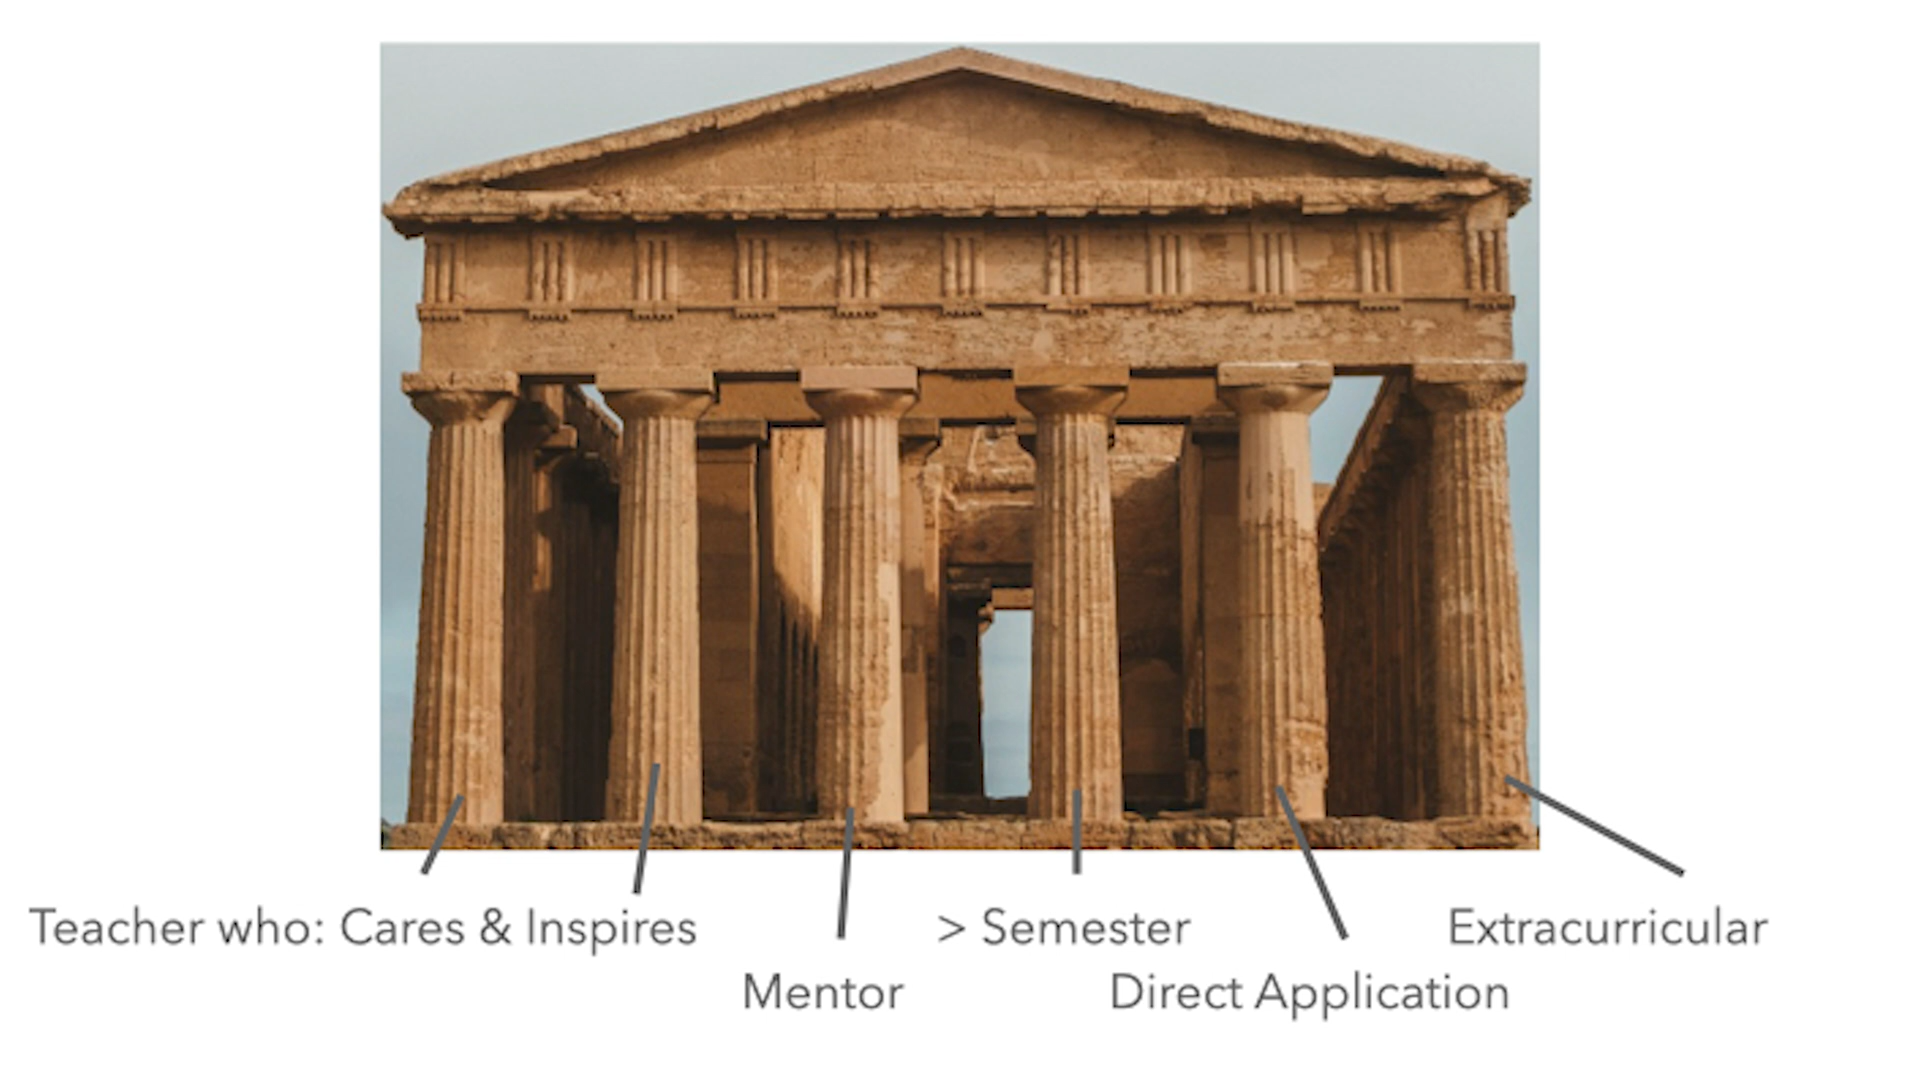 Teacher who: Cares & Inspires
> Semester
Extracurricular
Mentor
Direct Application